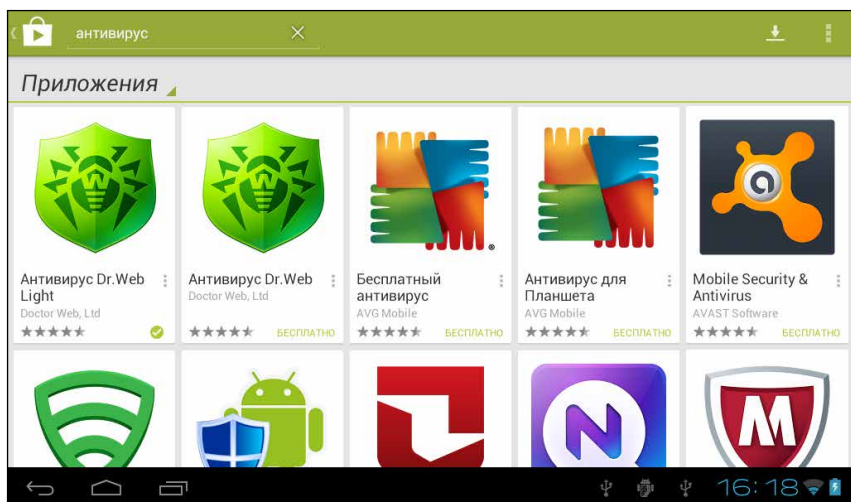 антивирус
Приложения
Антивирус Dr.Web
Light
Doctor Web, Ltd
Антивирус Dr.Web
Doctor Web, Ltd
БЕСПЛАТНО
Бесплатный
антивирус
AVG Mobile
БЕСПЛАТНО
Антивирус для
Планшета
AVG Mobile
БЕСПЛАТНО
Mobile Security &
Antivirus
AVAST Software
БЕСПЛАТНО
16:18